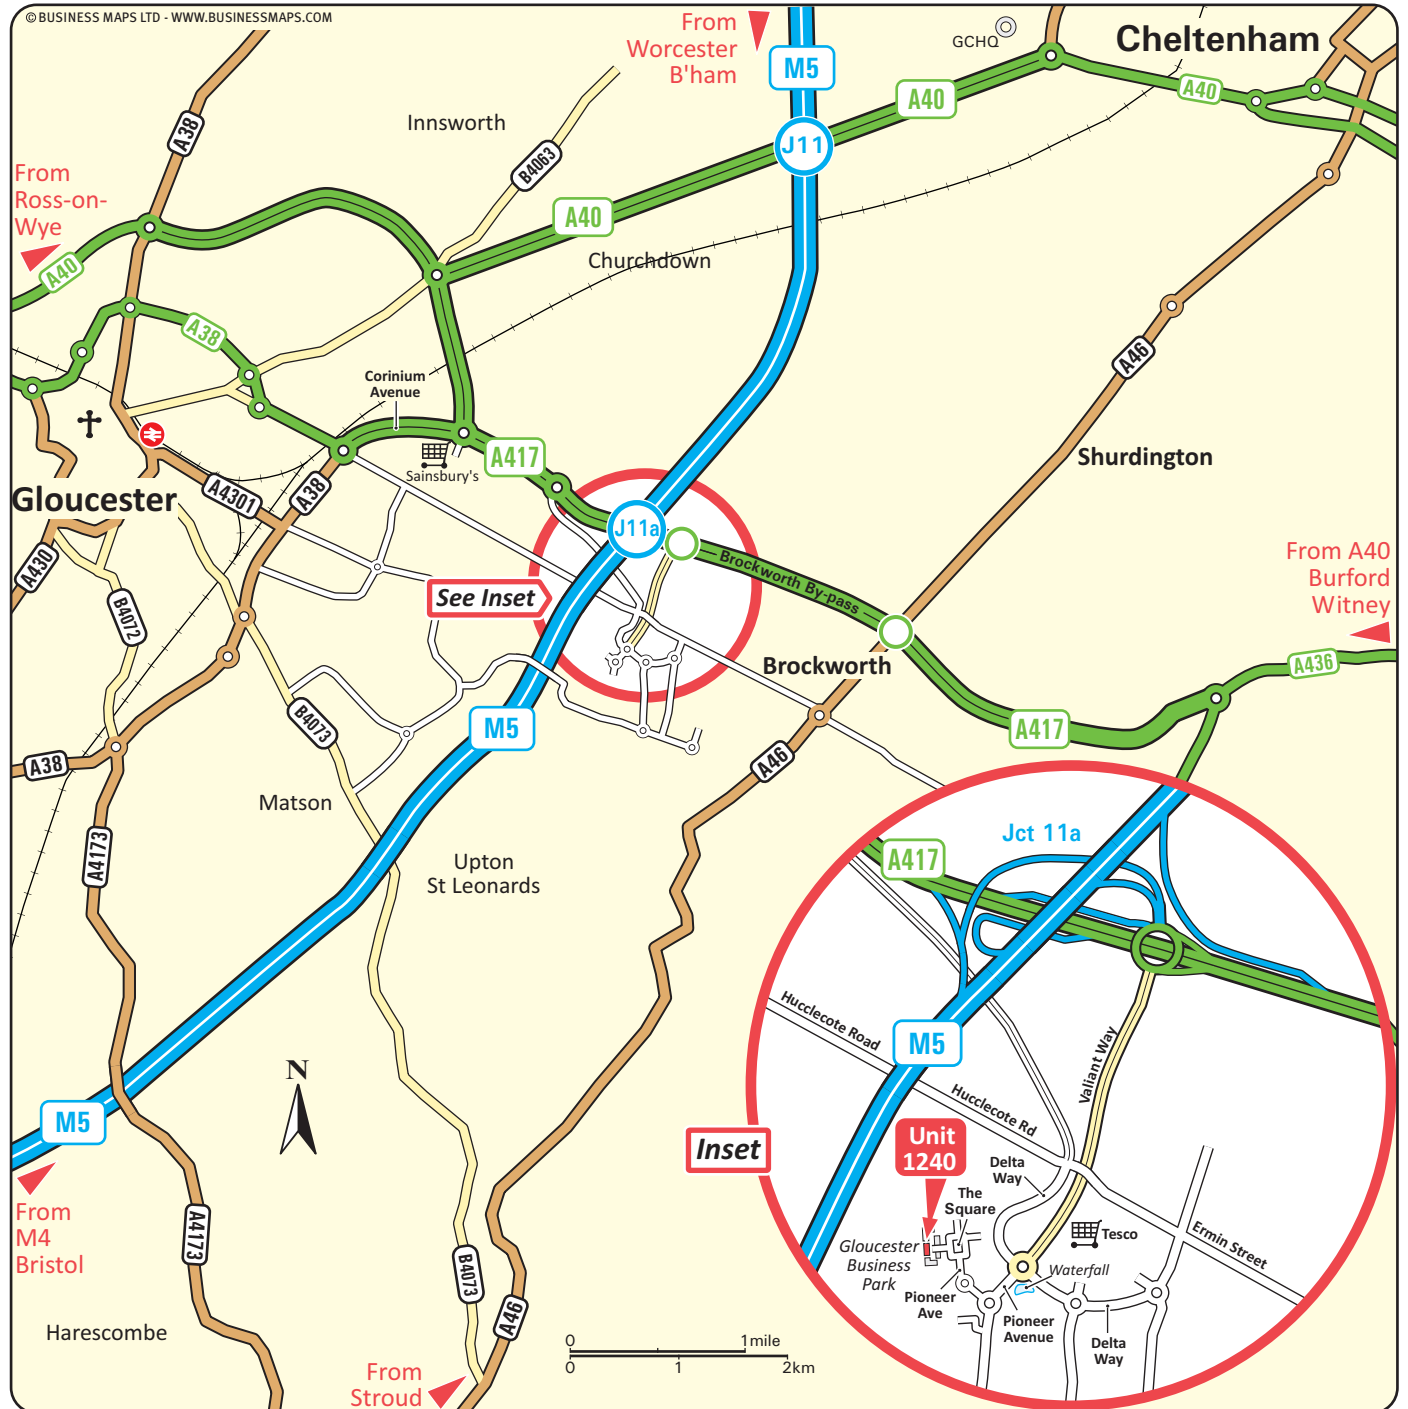 © BUSINESS MAPS LTD - WWW.BUSINESSMAPS.COM
From
Worcester
B'ham
M5
GCHQ
Cheltenham
A40
A40
J11
Innsworth
A38
B4063
From
Ross-on-
Wye
A40
A40
Churchdown
A38
A46
Corinium
Avenue
Sainsbury's
A417
Shurdington
Gloucester
A4301
A38
J11a
Brockworth By-pass
From A40
Burford
Witney
A430
See Inset
B4072
Brockworth
A436
B4073
M5
A417
A38
A46
Matson
A4173
Upton
St Leonards
Jct 11a
A417
Hucclecote Road
M5
Valiant Way
N
Hucclecote Rd
M5
Inset
Unit
1240
Delta
Way
The
Square
From
M4
Bristol
A4173
Tesco
Ermin Street
Gloucester
Business
Park
Waterfall
B4073
Pioneer
Ave
Pioneer
Avenue
Delta
Way
A46
Harescombe
0 1mile
0 1 2km
From
Stroud